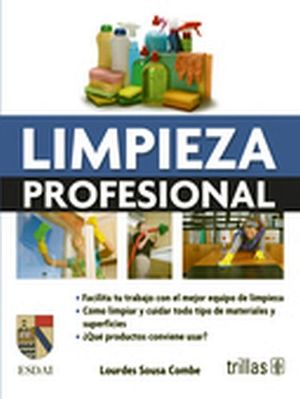 LIMPIEZA
PROFESIONAL
• Facilita tu trabajo con el mejor equipo de limpieza
• Cómo limpiar y cuidar todo tipo de materiales y
superficies
• ¿Qué productos conviene usar?
ESDAI
Lourdes Sousa Combe
trillas